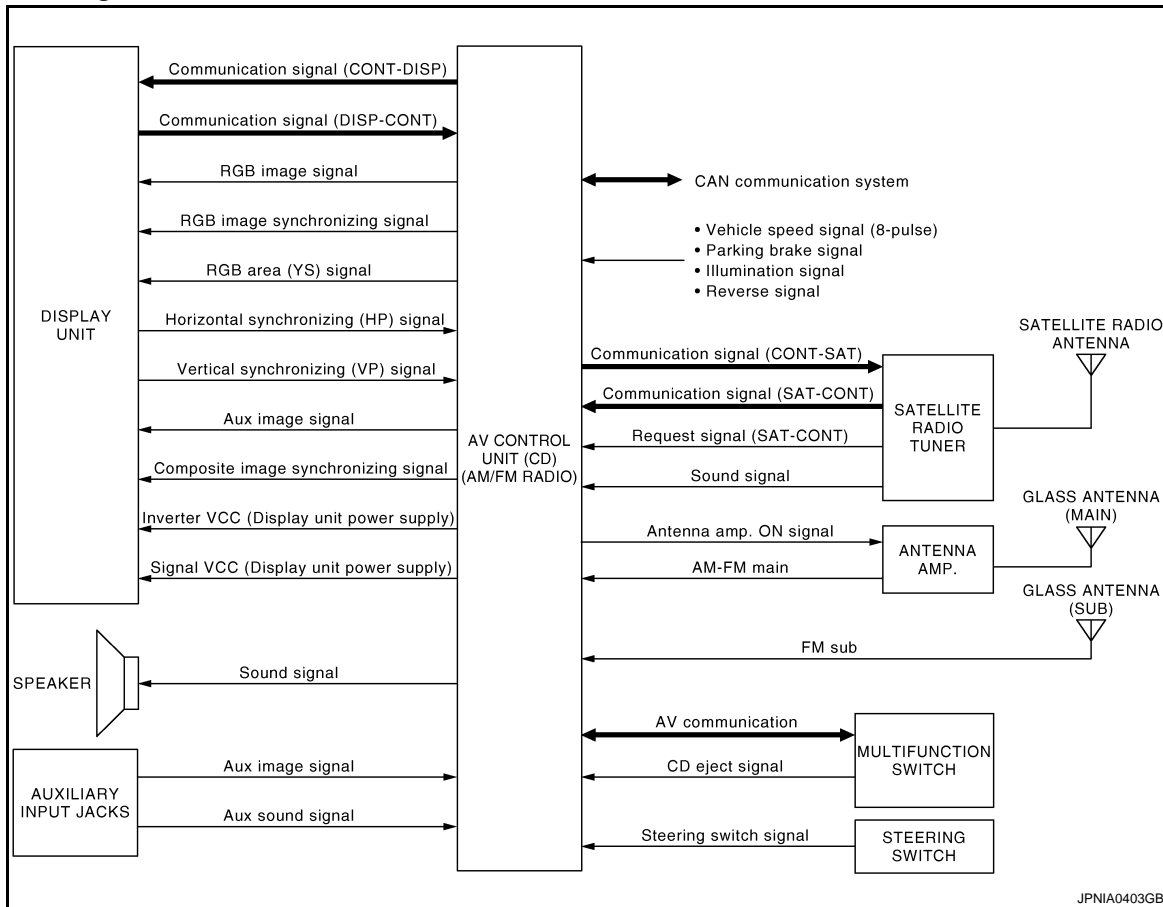 DISPLAY
UNIT
Communication signal (CONT-DISP)
Communication signal (DISP-CONT)
RGB image signal
RGB image synchronizing signal
RGB area (YS) signal
Horizontal synchronizing (HP) signal
Vertical synchronizing (VP) signal
Aux image signal
Composite image synchronizing signal
Inverter VCC (Display unit power supply)
Signal VCC (Display unit power supply)
SPEAKER
Sound signal
AUXILIARY
INPUT JACKS
Aux image signal
Aux sound signal
AV CONTROL
UNIT (CD)
(AM/FM RADIO)
CAN communication system
• Vehicle speed signal (8-pulse)
• Parking brake signal
• Illumination signal
• Reverse signal
Communication signal (CONT-SAT)
Communication signal (SAT-CONT)
Request signal (SAT-CONT)
Sound signal
SATELLITE
RADIO
TUNER
SATELLITE RADIO
ANTENNA
Antenna amp. ON signal
AM-FM main
ANTENNA
AMP.
GLASS ANTENNA
(MAIN)
GLASS ANTENNA
(SUB)
FM sub
AV communication
CD eject signal
MULTIFUNCTION
SWITCH
Steering switch signal
STEERING
SWITCH
JPNIA0403GB